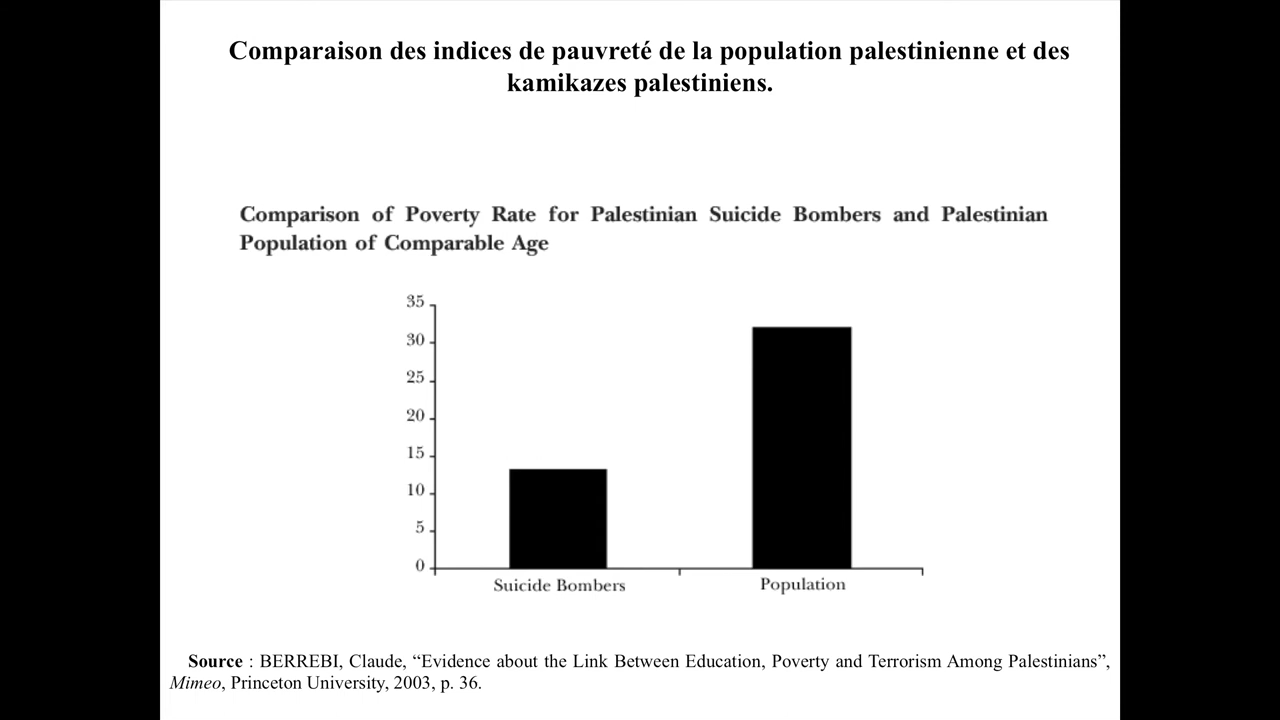 Comparaison des indices de pauvreté de la population palestinienne et des
kamikazes palestiniens.
Comparison of Poverty Rate for Palestinian Suicide Bombers and Palestinian
Population of Comparable Age
35
30
25
20
15
10
5
0
Suicide Bombers
Population
Source : BERREBI, Claude, “Evidence about the Link Between Education, Poverty and Terrorism Among Palestinians”,
Mimeo, Princeton University, 2003, p. 36.